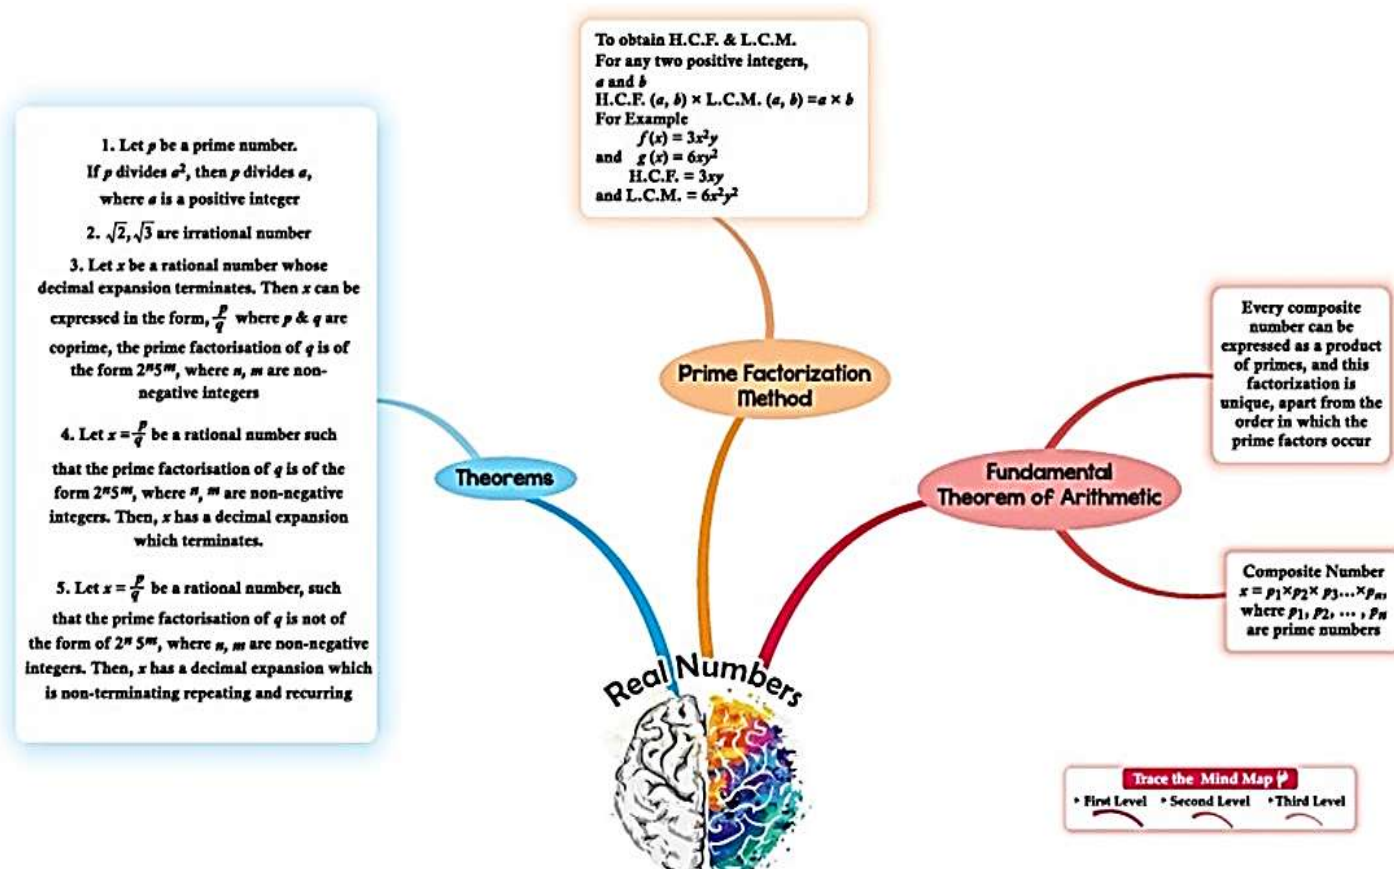 To obtain H.C.F. & L.C.M.
For any two positive integers,
a and b
H.C.F. (a, b) × L.C.M. (a, b) = a × b
For Example
f(x) = 3x²y
and g(x) = 6xy²
H.C.F. = 3xy
and L.C.M. = 6x²y²
1. Let p be a prime number.
If p divides a², then p divides a,
where a is a positive integer
2. √2, √3 are irrational number
3. Let x be a rational number whose
decimal expansion terminates. Then x can be
expressed in the form, p/q where p & q are
coprime, the prime factorisation of q is of
the form 2ⁿ5ᵐ, where n, m are non-
negative integers
4. Let x = p/q be a rational number such
that the prime factorisation of q is of the
form 2ⁿ5ᵐ, where n, m are non-negative
integers. Then, x has a decimal expansion
which terminates.
5. Let x = p/q be a rational number, such
that the prime factorisation of q is not of
the form of 2ⁿ 5ᵐ, where n, m are non-negative
integers. Then, x has a decimal expansion which
is non-terminating repeating and recurring
Theorems
Prime Factorization
Method
Fundamental
Theorem of Arithmetic
Every composite
number can be
expressed as a product
of primes, and this
factorization is
unique, apart from the
order in which the
prime factors occur
Composite Number
x = p₁×p₂× p₃...×pₙ,
where p₁, p₂, ... , pₙ
are prime numbers
Real Numbers
Trace the Mind Map
• First Level • Second Level • Third Level